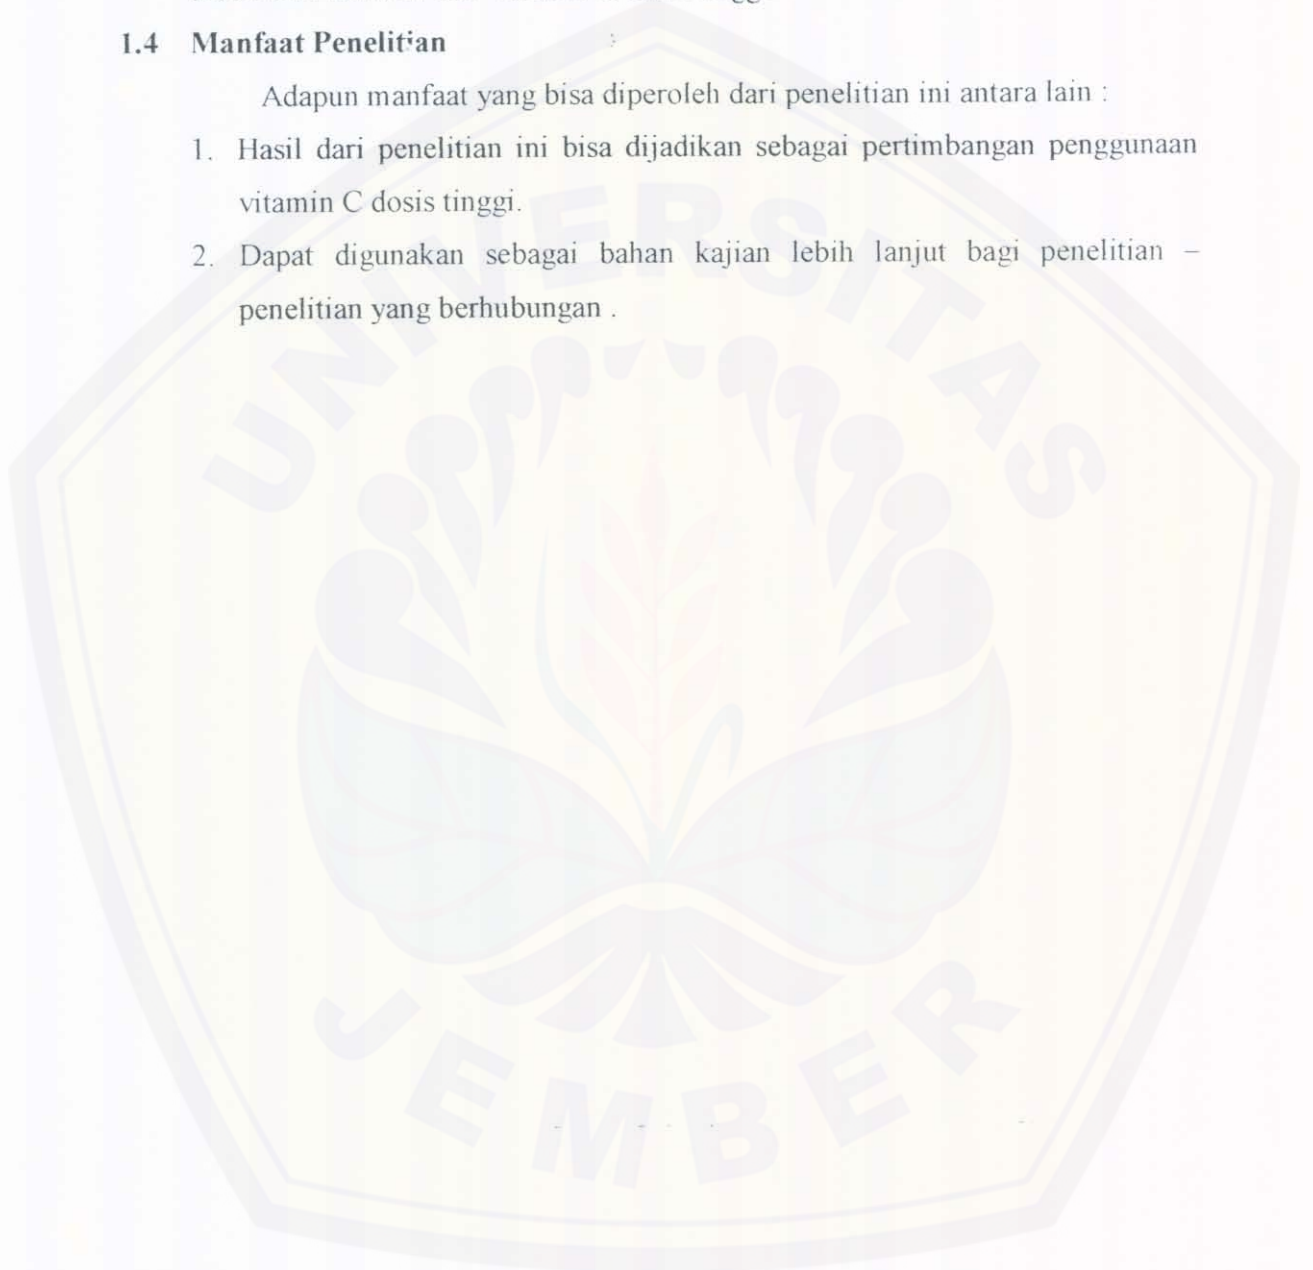 1.4 Manfaat Penelitian
Adapun manfaat yang bisa diperoleh dari penelitian ini antara lain :
1. Hasil dari penelitian ini bisa dijadikan sebagai pertimbangan penggunaan
vitamin C dosis tinggi.
2. Dapat digunakan sebagai bahan kajian lebih lanjut bagi penelitian –
penelitian yang berhubungan .
UNIVERSITAS
JEMBER